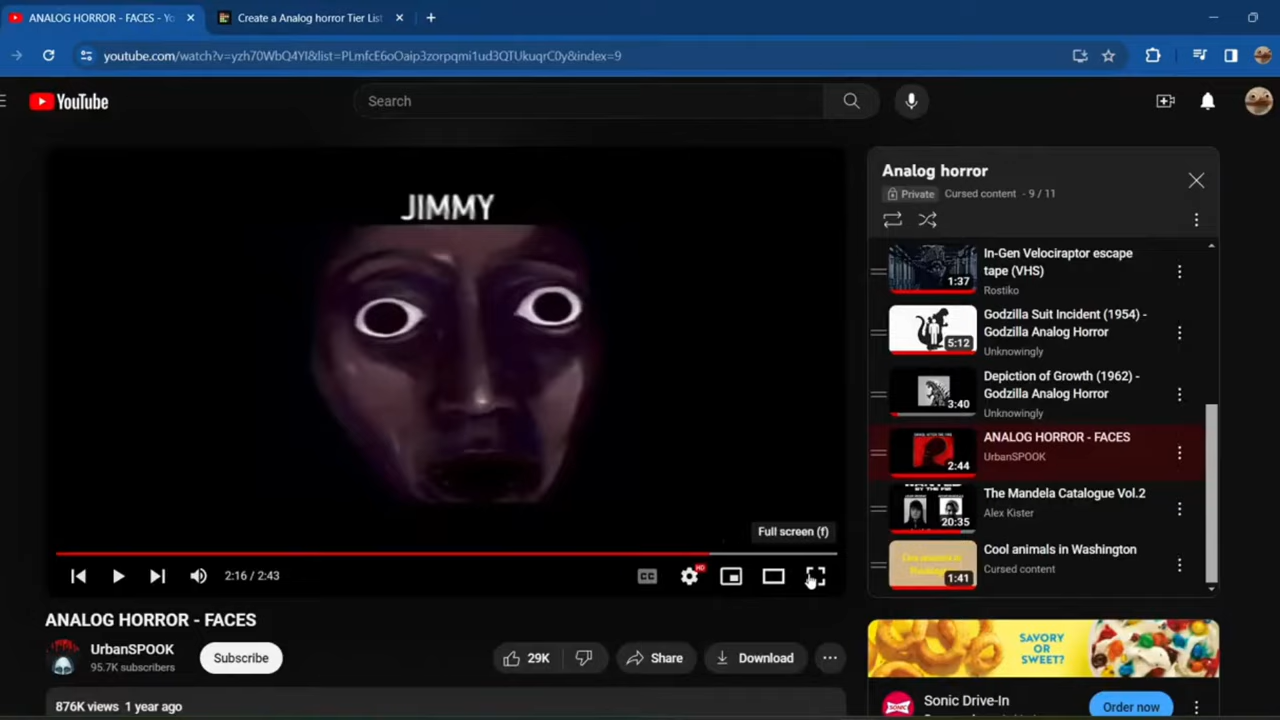 ANALOG HORROR - FACES - Yo
Create a Analog horror Tier List
youtube.com/watch?v=yzh70WbQ4YI&list=PLmfcE6oOaip3zorpqmi1ud3QTUkuqrC0y&index=9
YouTube
Search
JIMMY
Full screen (f)
2:16 / 2:43
CC
HD
ANALOG HORROR - FACES
UrbanSPOOK
95.7K subscribers
Subscribe
29K
Share
Download
876K views 1 year ago
Analog horror
Private Cursed content - 9 / 11
In-Gen Velociraptor escape
tape (VHS)
Rostiko
1:37
Godzilla Suit Incident (1954) -
Godzilla Analog Horror
Unknowingly
5:12
Depiction of Growth (1962) -
Godzilla Analog Horror
Unknowingly
3:40
ANALOG HORROR - FACES
UrbanSPOOK
2:44
The Mandela Catalogue Vol.2
Alex Kister
20:35
Cool animals in Washington
Cursed content
1:41
SAVORY
OR
SWEET?
Sonic Drive-In
Order now